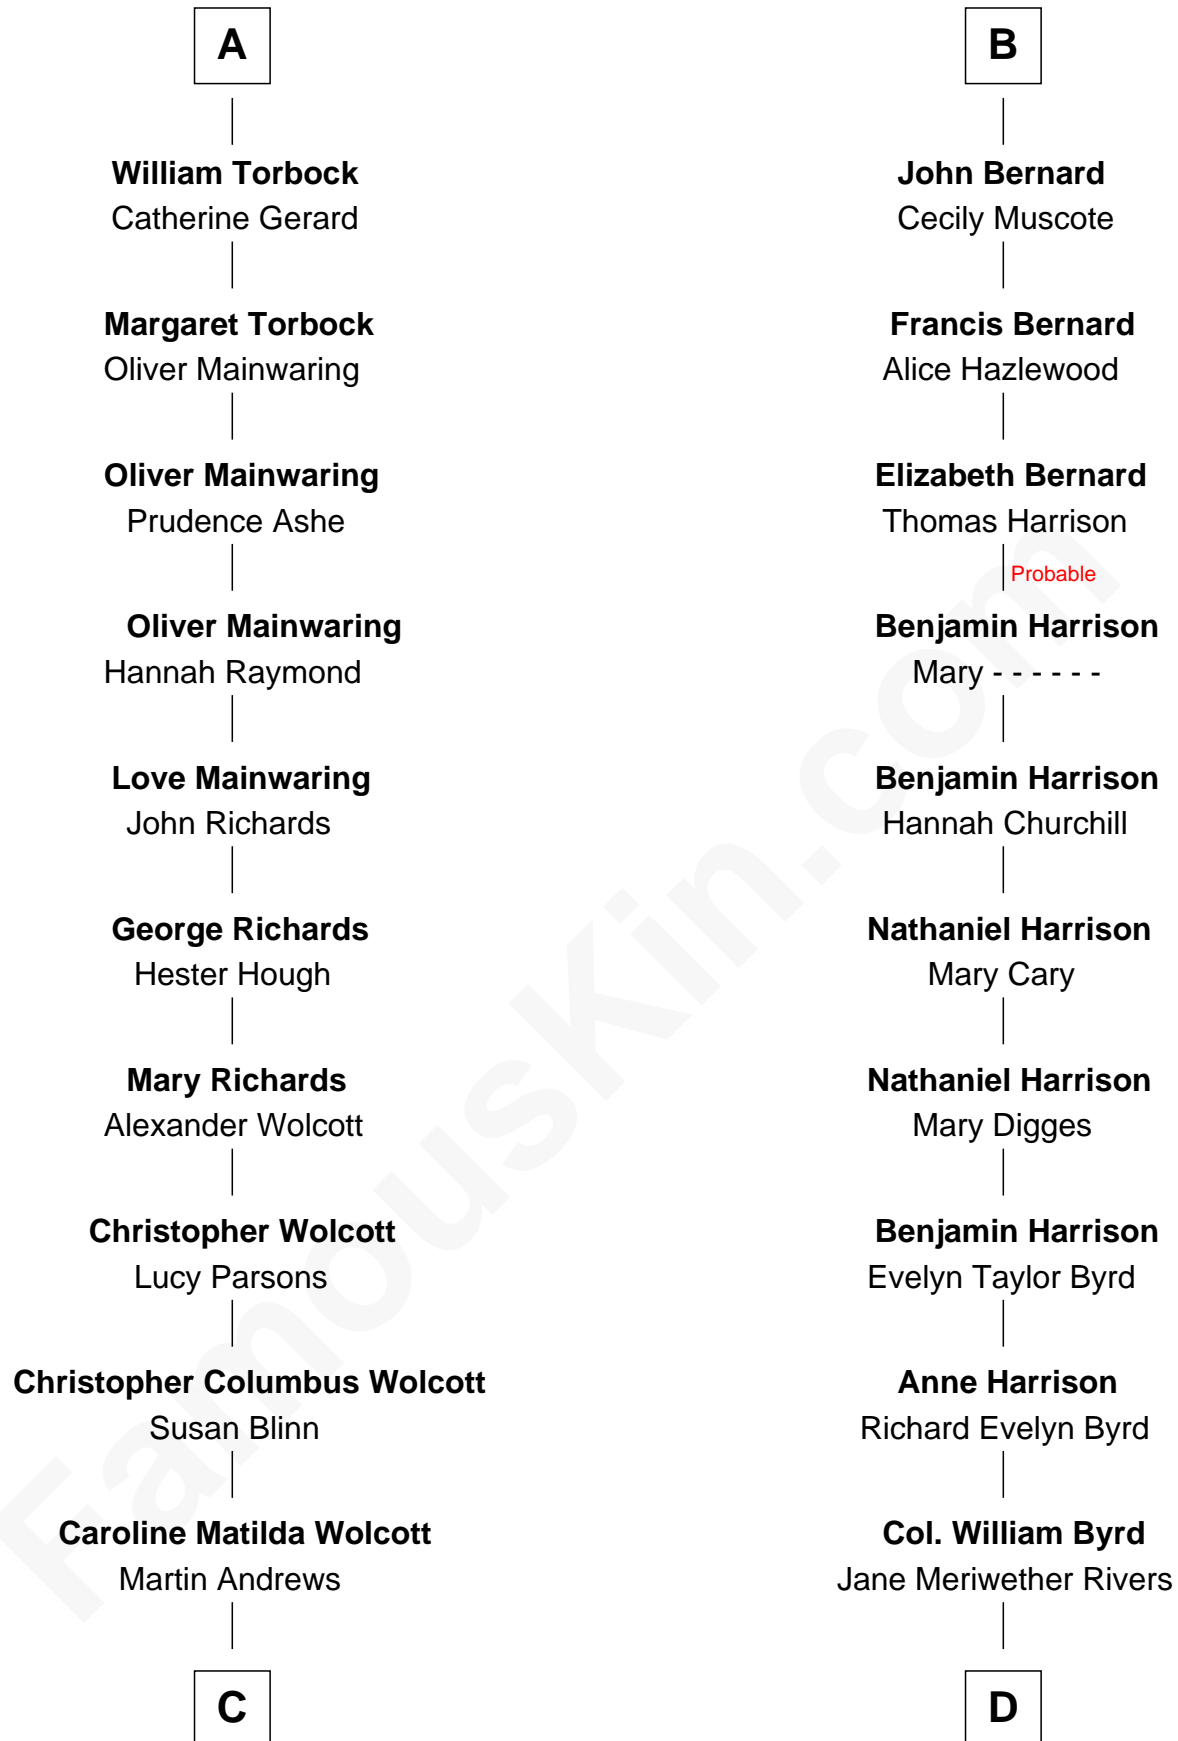 A
William Torbock
Catherine Gerard
Margaret Torbock
Oliver Mainwaring
Oliver Mainwaring
Prudence Ashe
Oliver Mainwaring
Hannah Raymond
Love Mainwaring
John Richards
George Richards
Hester Hough
Mary Richards
Alexander Wolcott
Christopher Wolcott
Lucy Parsons
Christopher Columbus Wolcott
Susan Blinn
Caroline Matilda Wolcott
Martin Andrews
C
B
John Bernard
Cecily Muscote
Francis Bernard
Alice Hazlewood
Elizabeth Bernard
Thomas Harrison
Probable
Benjamin Harrison
Mary - - - - - -
Benjamin Harrison
Hannah Churchill
Nathaniel Harrison
Mary Cary
Nathaniel Harrison
Mary Digges
Benjamin Harrison
Evelyn Taylor Byrd
Anne Harrison
Richard Evelyn Byrd
Col. William Byrd
Jane Meriwether Rivers
D
FamousKin.com